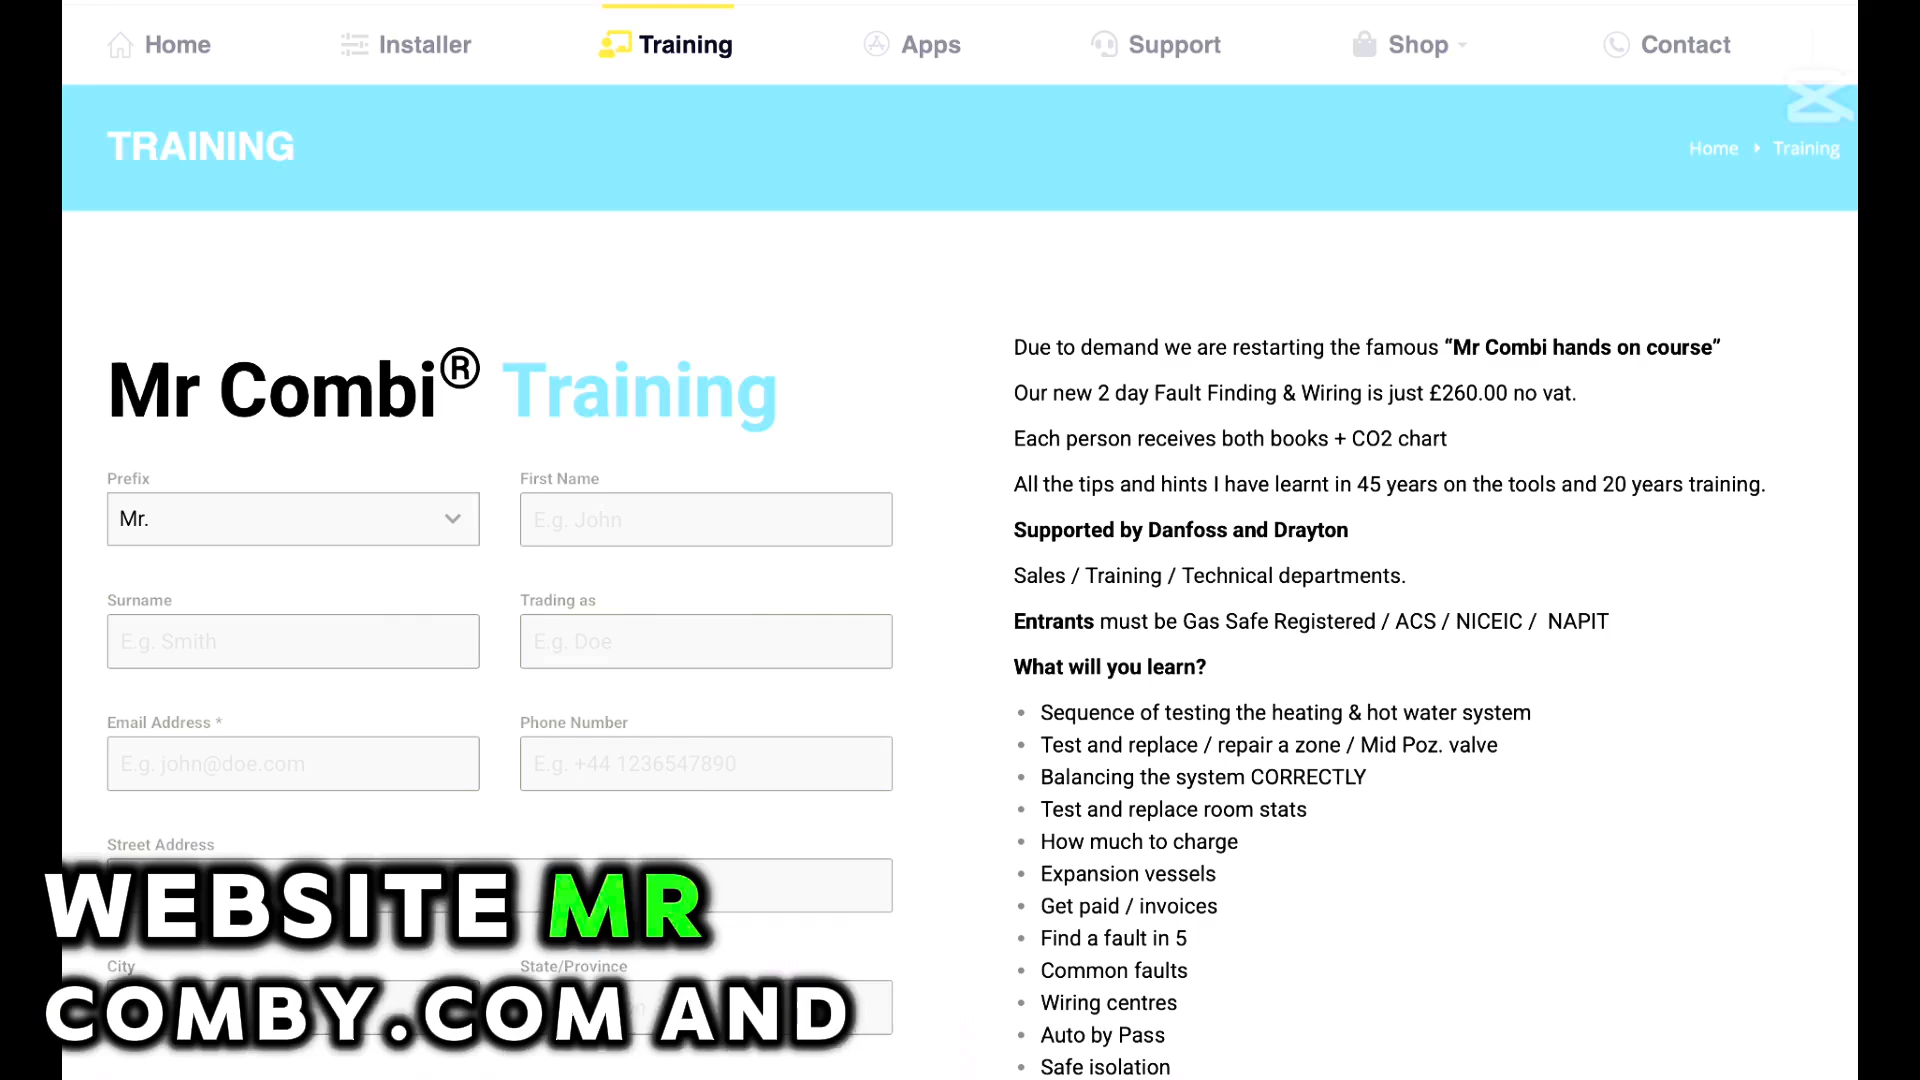 Home Installer Training Apps Support Shop Contact
TRAINING
Home Training
Mr Combi® Training
Prefix
Mr.
First Name
E.g. John
Surname
E.g. Smith
Trading as
E.g. Doe
Email Address *
E.g. john@doe.com
Phone Number
E.g. +44 1236547890
Street Address
City
State/Province
WEBSITE MR
COMBY.COM AND
Due to demand we are restarting the famous “Mr Combi hands on course”
Our new 2 day Fault Finding & Wiring is just £260.00 no vat.
Each person receives both books + CO2 chart
All the tips and hints I have learnt in 45 years on the tools and 20 years training.
Supported by Danfoss and Drayton
Sales / Training / Technical departments.
Entrants must be Gas Safe Registered / ACS / NICEIC / NAPIT
What will you learn?
• Sequence of testing the heating & hot water system
• Test and replace / repair a zone / Mid Poz. valve
• Balancing the system CORRECTLY
• Test and replace room stats
• How much to charge
• Expansion vessels
• Get paid / invoices
• Find a fault in 5
• Common faults
• Wiring centres
• Auto by Pass
• Safe isolation